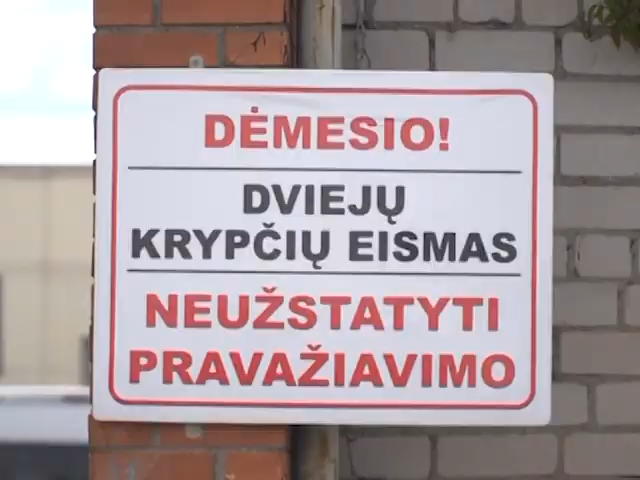 DĖMESIO!
DVIEJŲ
KRYPČIŲ EISMAS
NEUŽSTATYTI
PRAVAŽIAVIMO